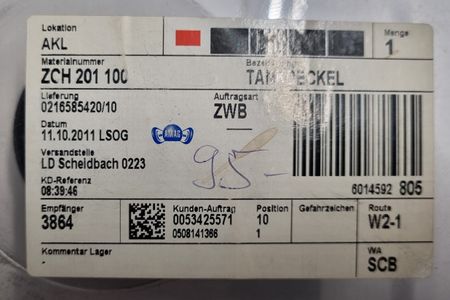 Lokation
AKL
Menge
1
Materialnummer
ZCH 201 100
TANKDECKEL
Lieferung
0216585420/10
Auftragsart
ZWB
Datum
11.10.2011 LSOG
AMAG
Versandstelle
LD Scheidbach 0223
95.-
KD-Referenz
08:39:46
6014592 805
Empfänger
3864
Kunden-Auftrag
0053425571
0508141366
Position
10
1
Gefahrzeichen
Route
W2-1
Kommentar Lager
-
WA
SCB